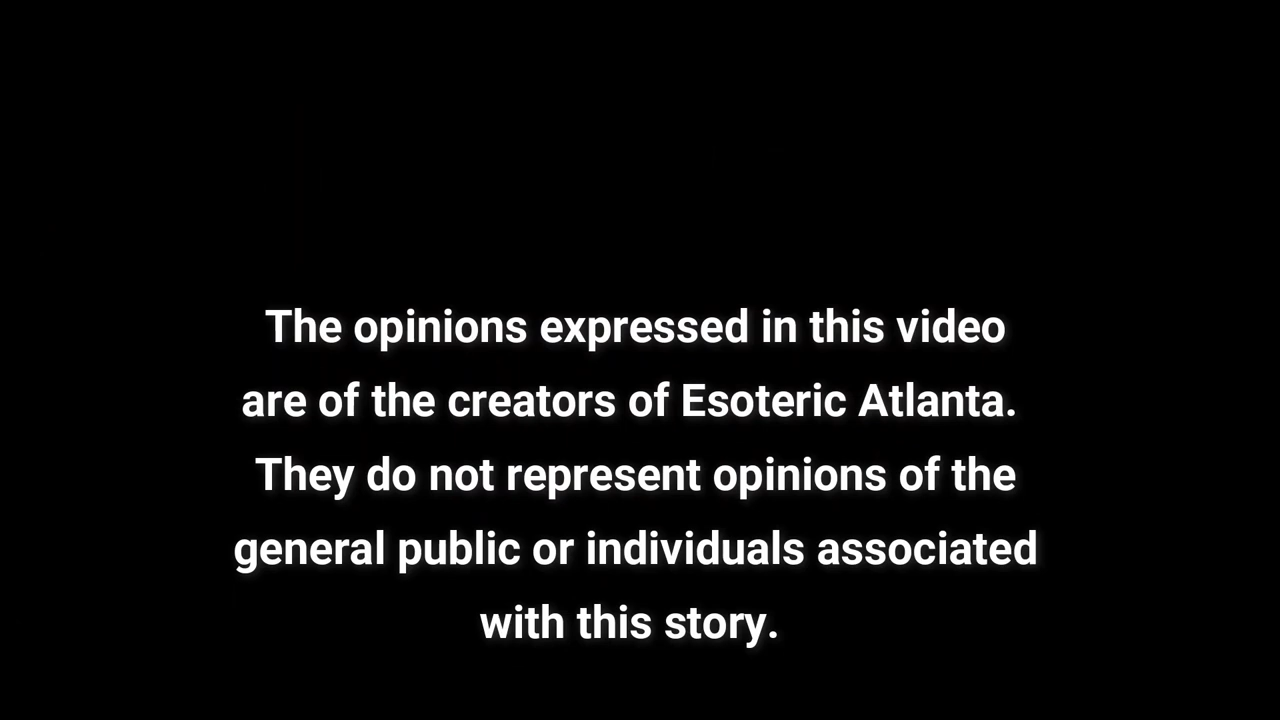 The opinions expressed in this video
are of the creators of Esoteric Atlanta.
They do not represent opinions of the
general public or individuals associated
with this story.